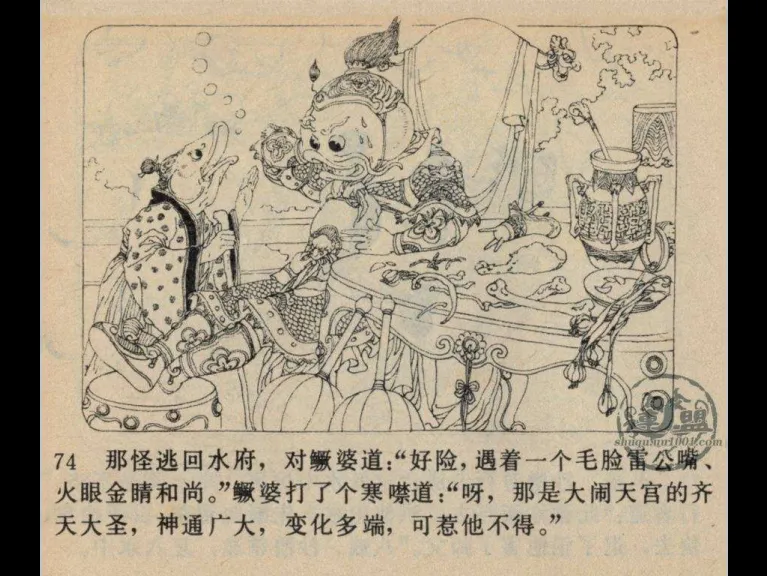 74 那怪逃回水府，对鳜婆道：“好险，遇着一个毛脸雷公嘴、
火眼金睛和尚。”鳜婆打了个寒噤道：“呀，那是大闹天宫的齐
天大圣，神通广大，变化多端，可惹他不得。”
shuquan1001.com